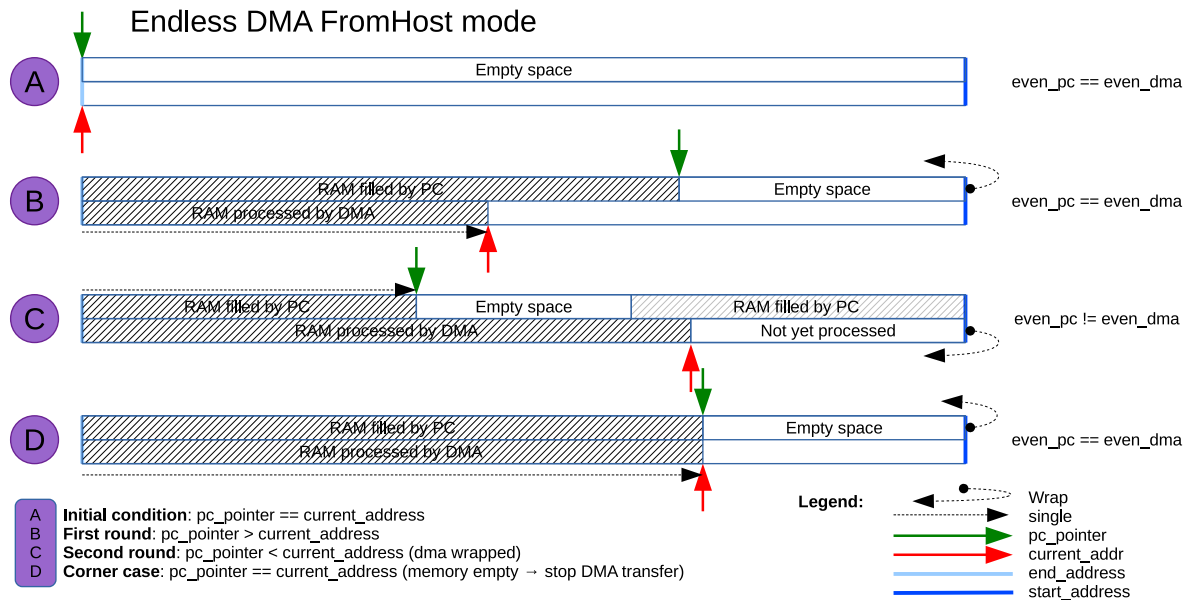 Endless DMA FromHost mode
A
Empty space
even_pc == even_dma
B
RAM filled by PC
Empty space
RAM processed by DMA
even_pc == even_dma
C
RAM filled by PC
Empty space
RAM filled by PC
RAM processed by DMA
Not yet processed
even_pc != even_dma
D
RAM filled by PC
Empty space
RAM processed by DMA
even_pc == even_dma
A Initial condition: pc_pointer == current_address
B First round: pc_pointer > current_address
C Second round: pc_pointer < current_address (dma wrapped)
D Corner case: pc_pointer == current_address (memory empty → stop DMA transfer)
Legend:
Wrap
single
pc_pointer
current_addr
end_address
start_address